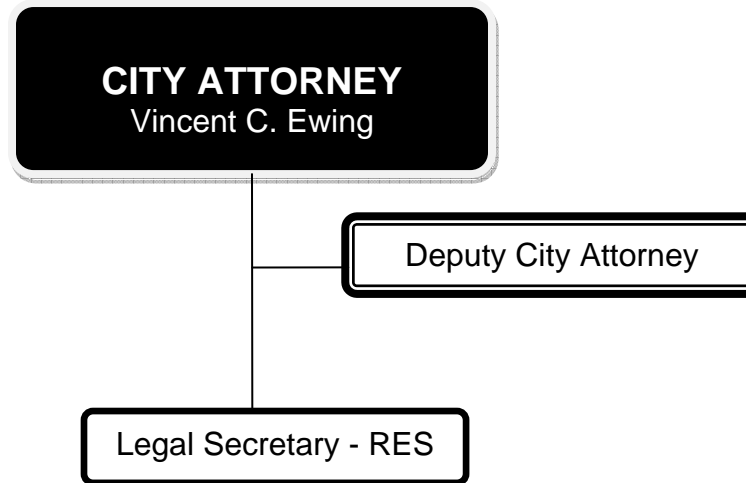 CITY ATTORNEY
Vincent C. Ewing
Deputy City Attorney
Legal Secretary - RES